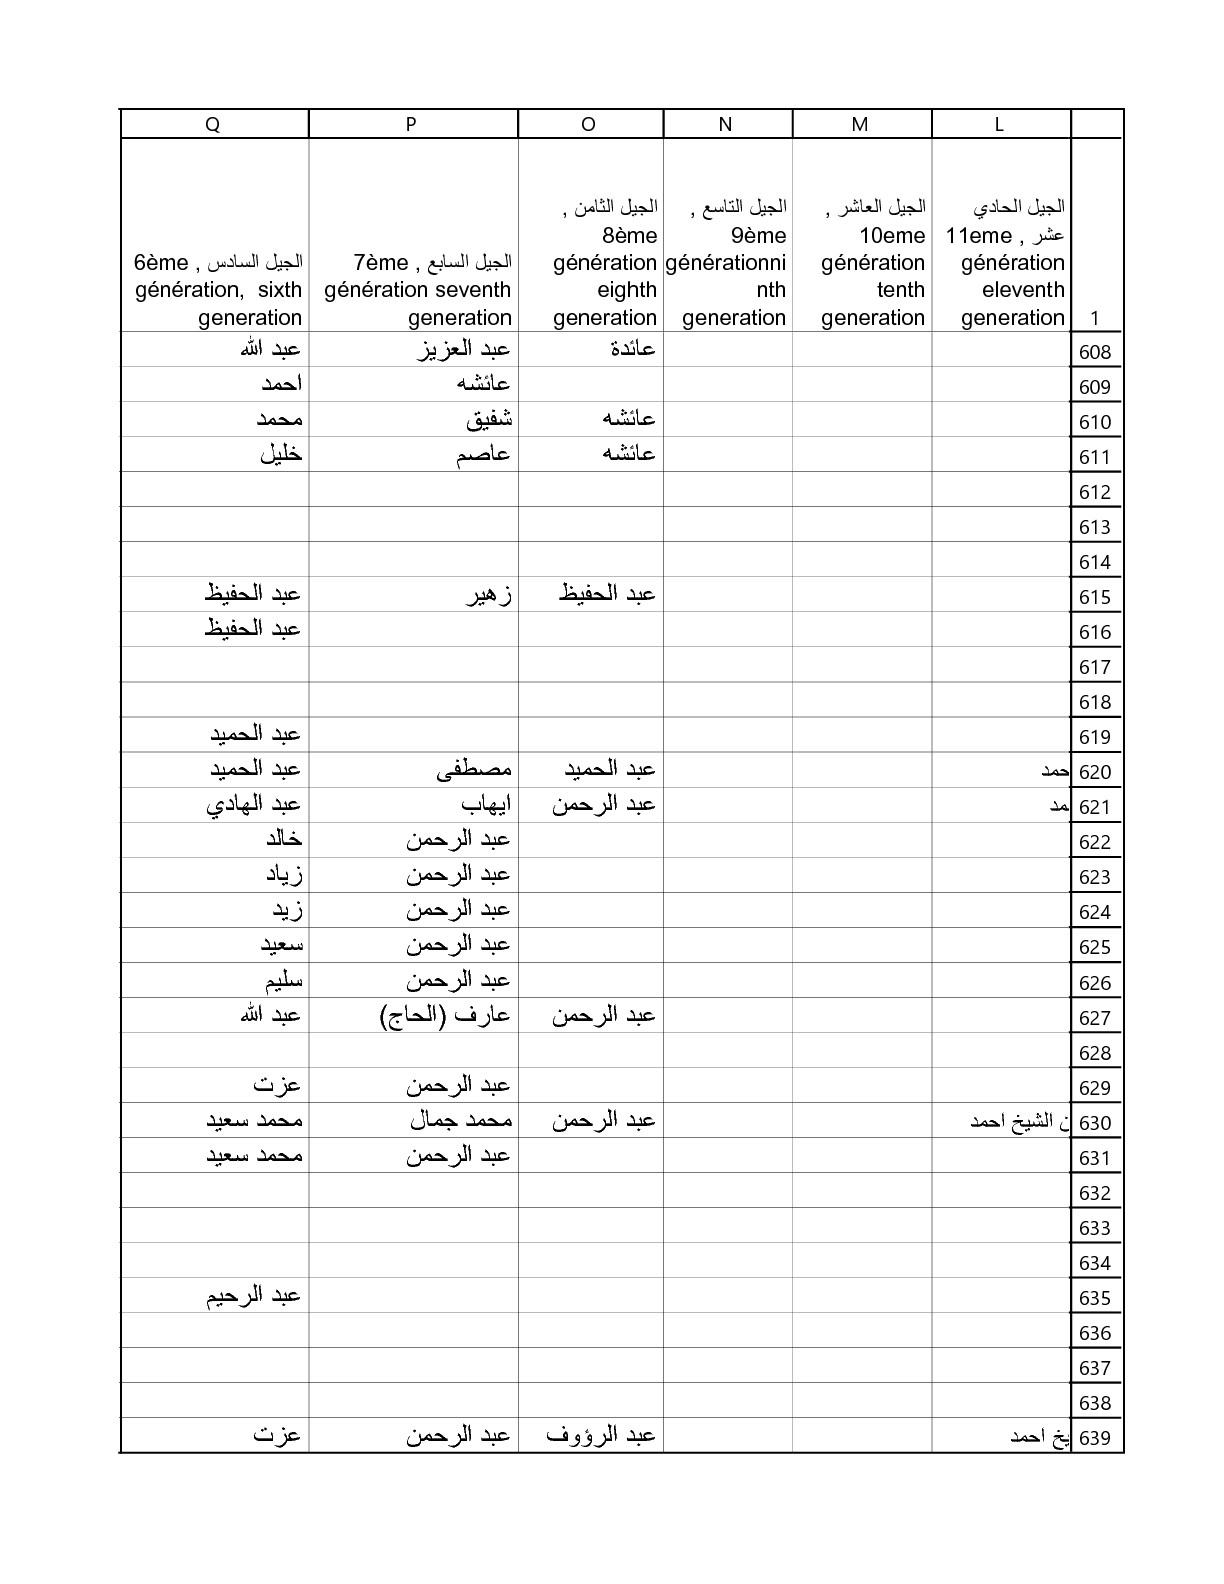 Q P O N M L
الجيل الحادي عشر , 11eme génération eleventh generation
الجيل العاشر , 10eme génération tenth generation
الجيل التاسع , 9ème générationni nth generation
الجيل الثامن , 8ème génération eighth generation
الجيل السابع , 7ème génération seventh generation
الجيل السادس , 6ème génération, sixth generation
1
608 عائدة عبد العزيز عبد الله
609 عائشه احمد
610 عائشه شفيق محمد
611 عائشه عاصم خليل
612
613
614
615 عبد الحفيظ زهير عبد الحفيظ
616 عبد الحفيظ
617
618
619 عبد الحميد
620 حمد عبد الحميد مصطفى عبد الحميد
621 مد عبد الرحمن ايهاب عبد الهادي
622 عبد الرحمن خالد
623 عبد الرحمن زياد
624 عبد الرحمن زيد
625 عبد الرحمن سعيد
626 عبد الرحمن سليم
627 عبد الرحمن عارف (الحاج) عبد الله
628
629 عبد الرحمن عزت
630 ن الشيخ احمد عبد الرحمن محمد جمال محمد سعيد
631 عبد الرحمن محمد سعيد
632
633
634
635 عبد الرحيم
636
637
638
639 يخ احمد عبد الرؤوف عبد الرحمن عزت